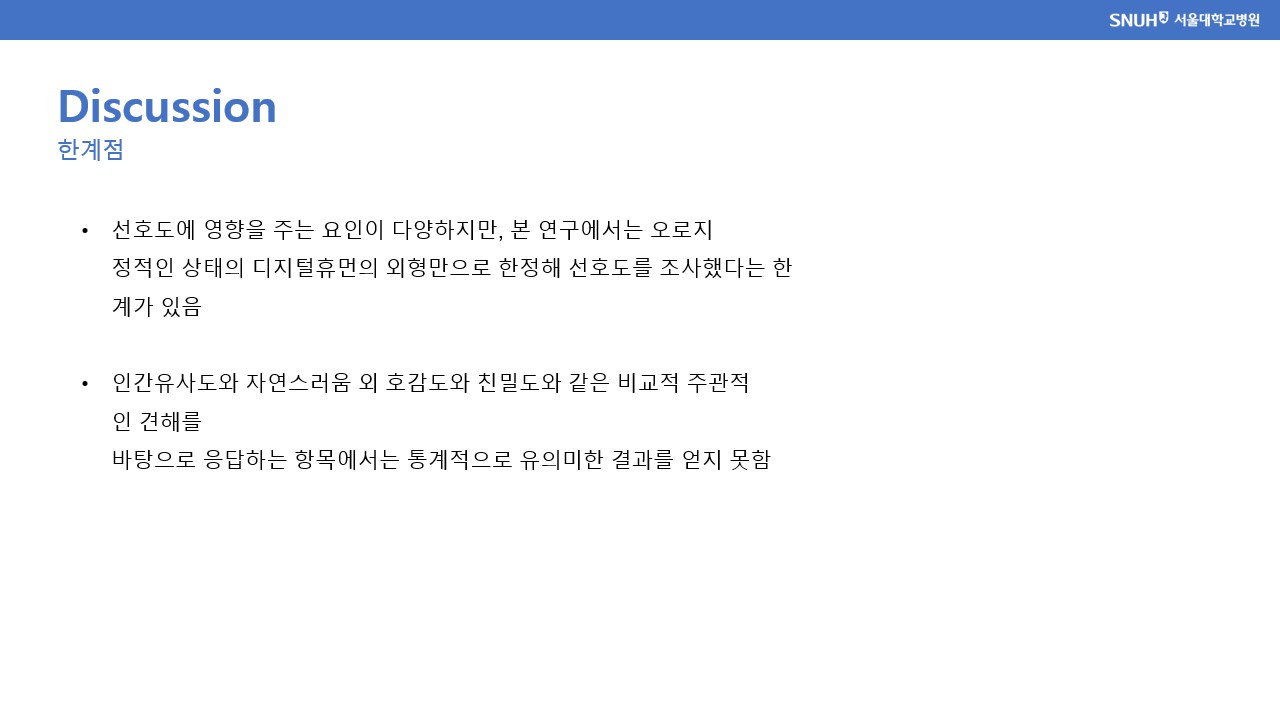 SNUH 서울대학교병원
Discussion
한계점
• 선호도에 영향을 주는 요인이 다양하지만, 본 연구에서는 오로지
정적인 상태의 디지털휴먼의 외형만으로 한정해 선호도를 조사했다는 한
계가 있음
• 인간유사도와 자연스러움 외 호감도와 친밀도와 같은 비교적 주관적
인 견해를
바탕으로 응답하는 항목에서는 통계적으로 유의미한 결과를 얻지 못함